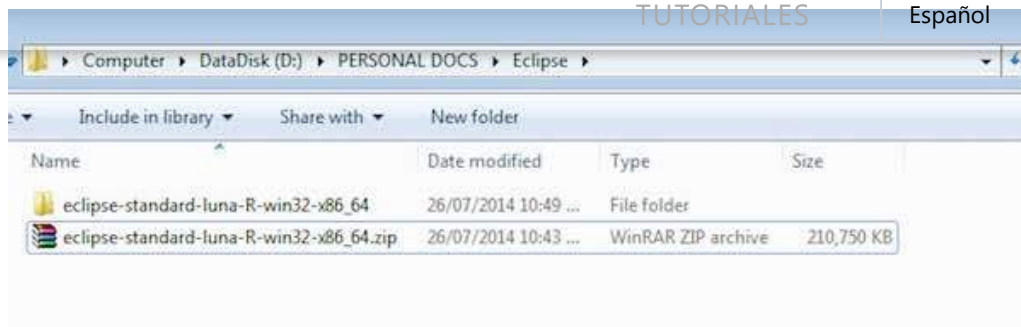 TUTORIALES Español
Computer DataDisk (D:) PERSONAL DOCS Eclipse
Include in library Share with New folder
Name Date modified Type Size
eclipse-standard-luna-R-win32-x86_64 26/07/2014 10:49 ... File folder
eclipse-standard-luna-R-win32-x86_64.zip 26/07/2014 10:43 ... WinRAR ZIP archive 210,750 KB